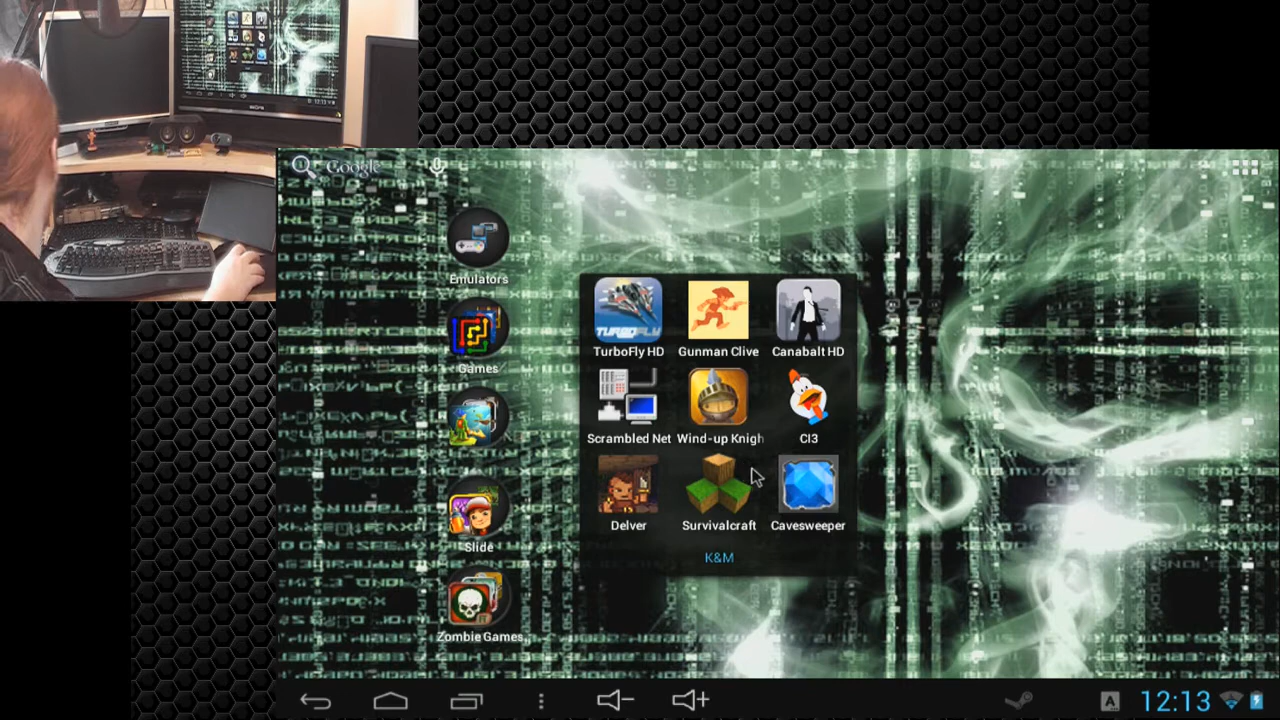 Google
Emulators
Games
Slide
Zombie Games
TURBOFLY
TurboFly HD
Gunman Clive
Canabalt HD
Scrambled Net
Wind-up Knigh
CI3
Delver
Survivalcraft
Cavesweeper
K&M
A
12:13